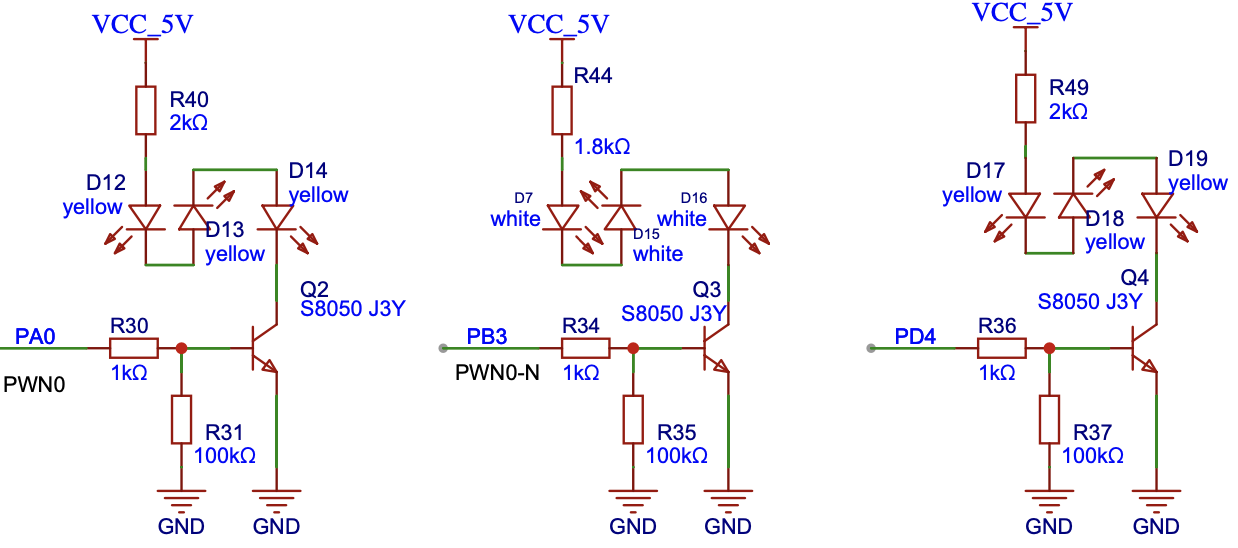 VCC_5V
R40
2kΩ
D12
yellow
D13
yellow
D14
yellow
Q2
S8050 J3Y
PA0
PWN0
R30
1kΩ
R31
100kΩ
GND
GND
VCC_5V
R44
1.8kΩ
D7
white
D15
white
D16
white
Q3
S8050 J3Y
PB3
PWN0-N
R34
1kΩ
R35
100kΩ
GND
GND
VCC_5V
R49
2kΩ
D17
yellow
D18
yellow
D19
yellow
Q4
S8050 J3Y
PD4
R36
1kΩ
R37
100kΩ
GND
GND